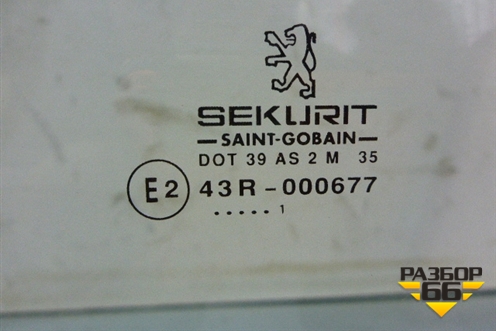 SEKURIT
SAINT-GOBAIN
DOT 39 AS 2 M 35
E2 43R-000677
..... 1
РАЗБОР
66